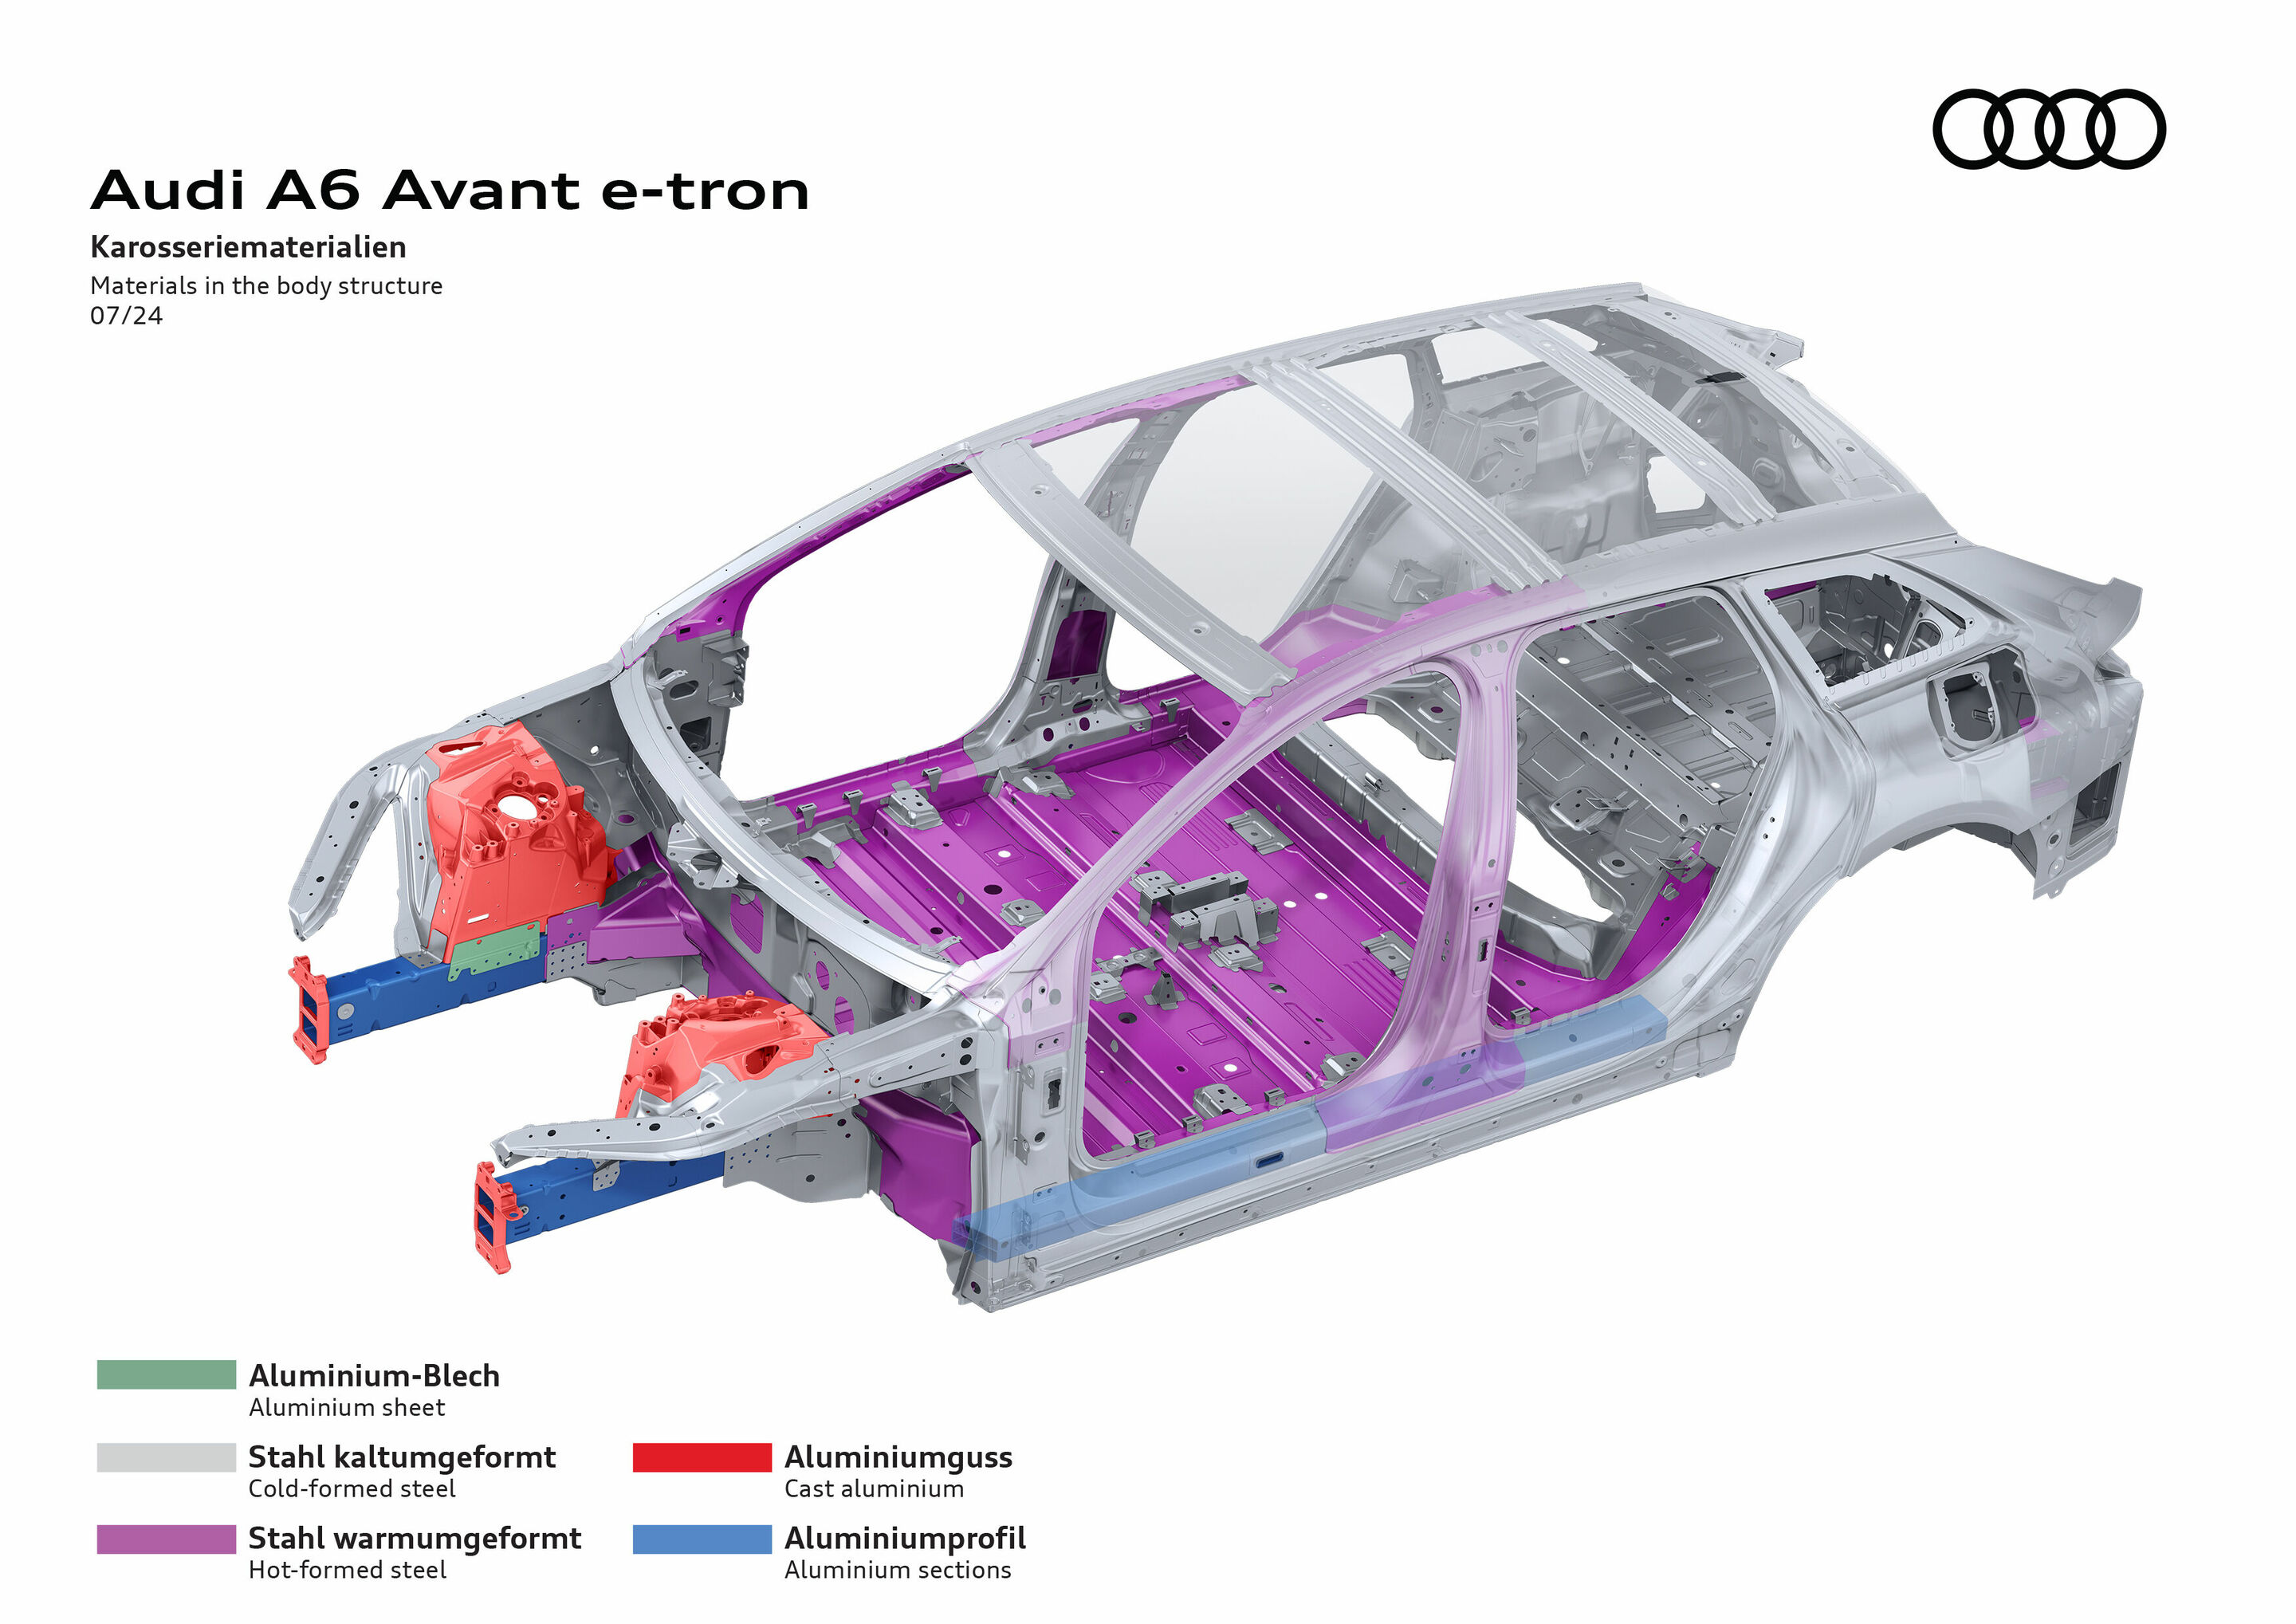 Audi A6 Avant e-tron
Karosseriematerialien
Materials in the body structure
07/24
Aluminium-Blech
Aluminium sheet
Stahl kaltumgeformt
Cold-formed steel
Stahl warmumgeformt
Hot-formed steel
Aluminiumguss
Cast aluminium
Aluminiumprofil
Aluminium sections